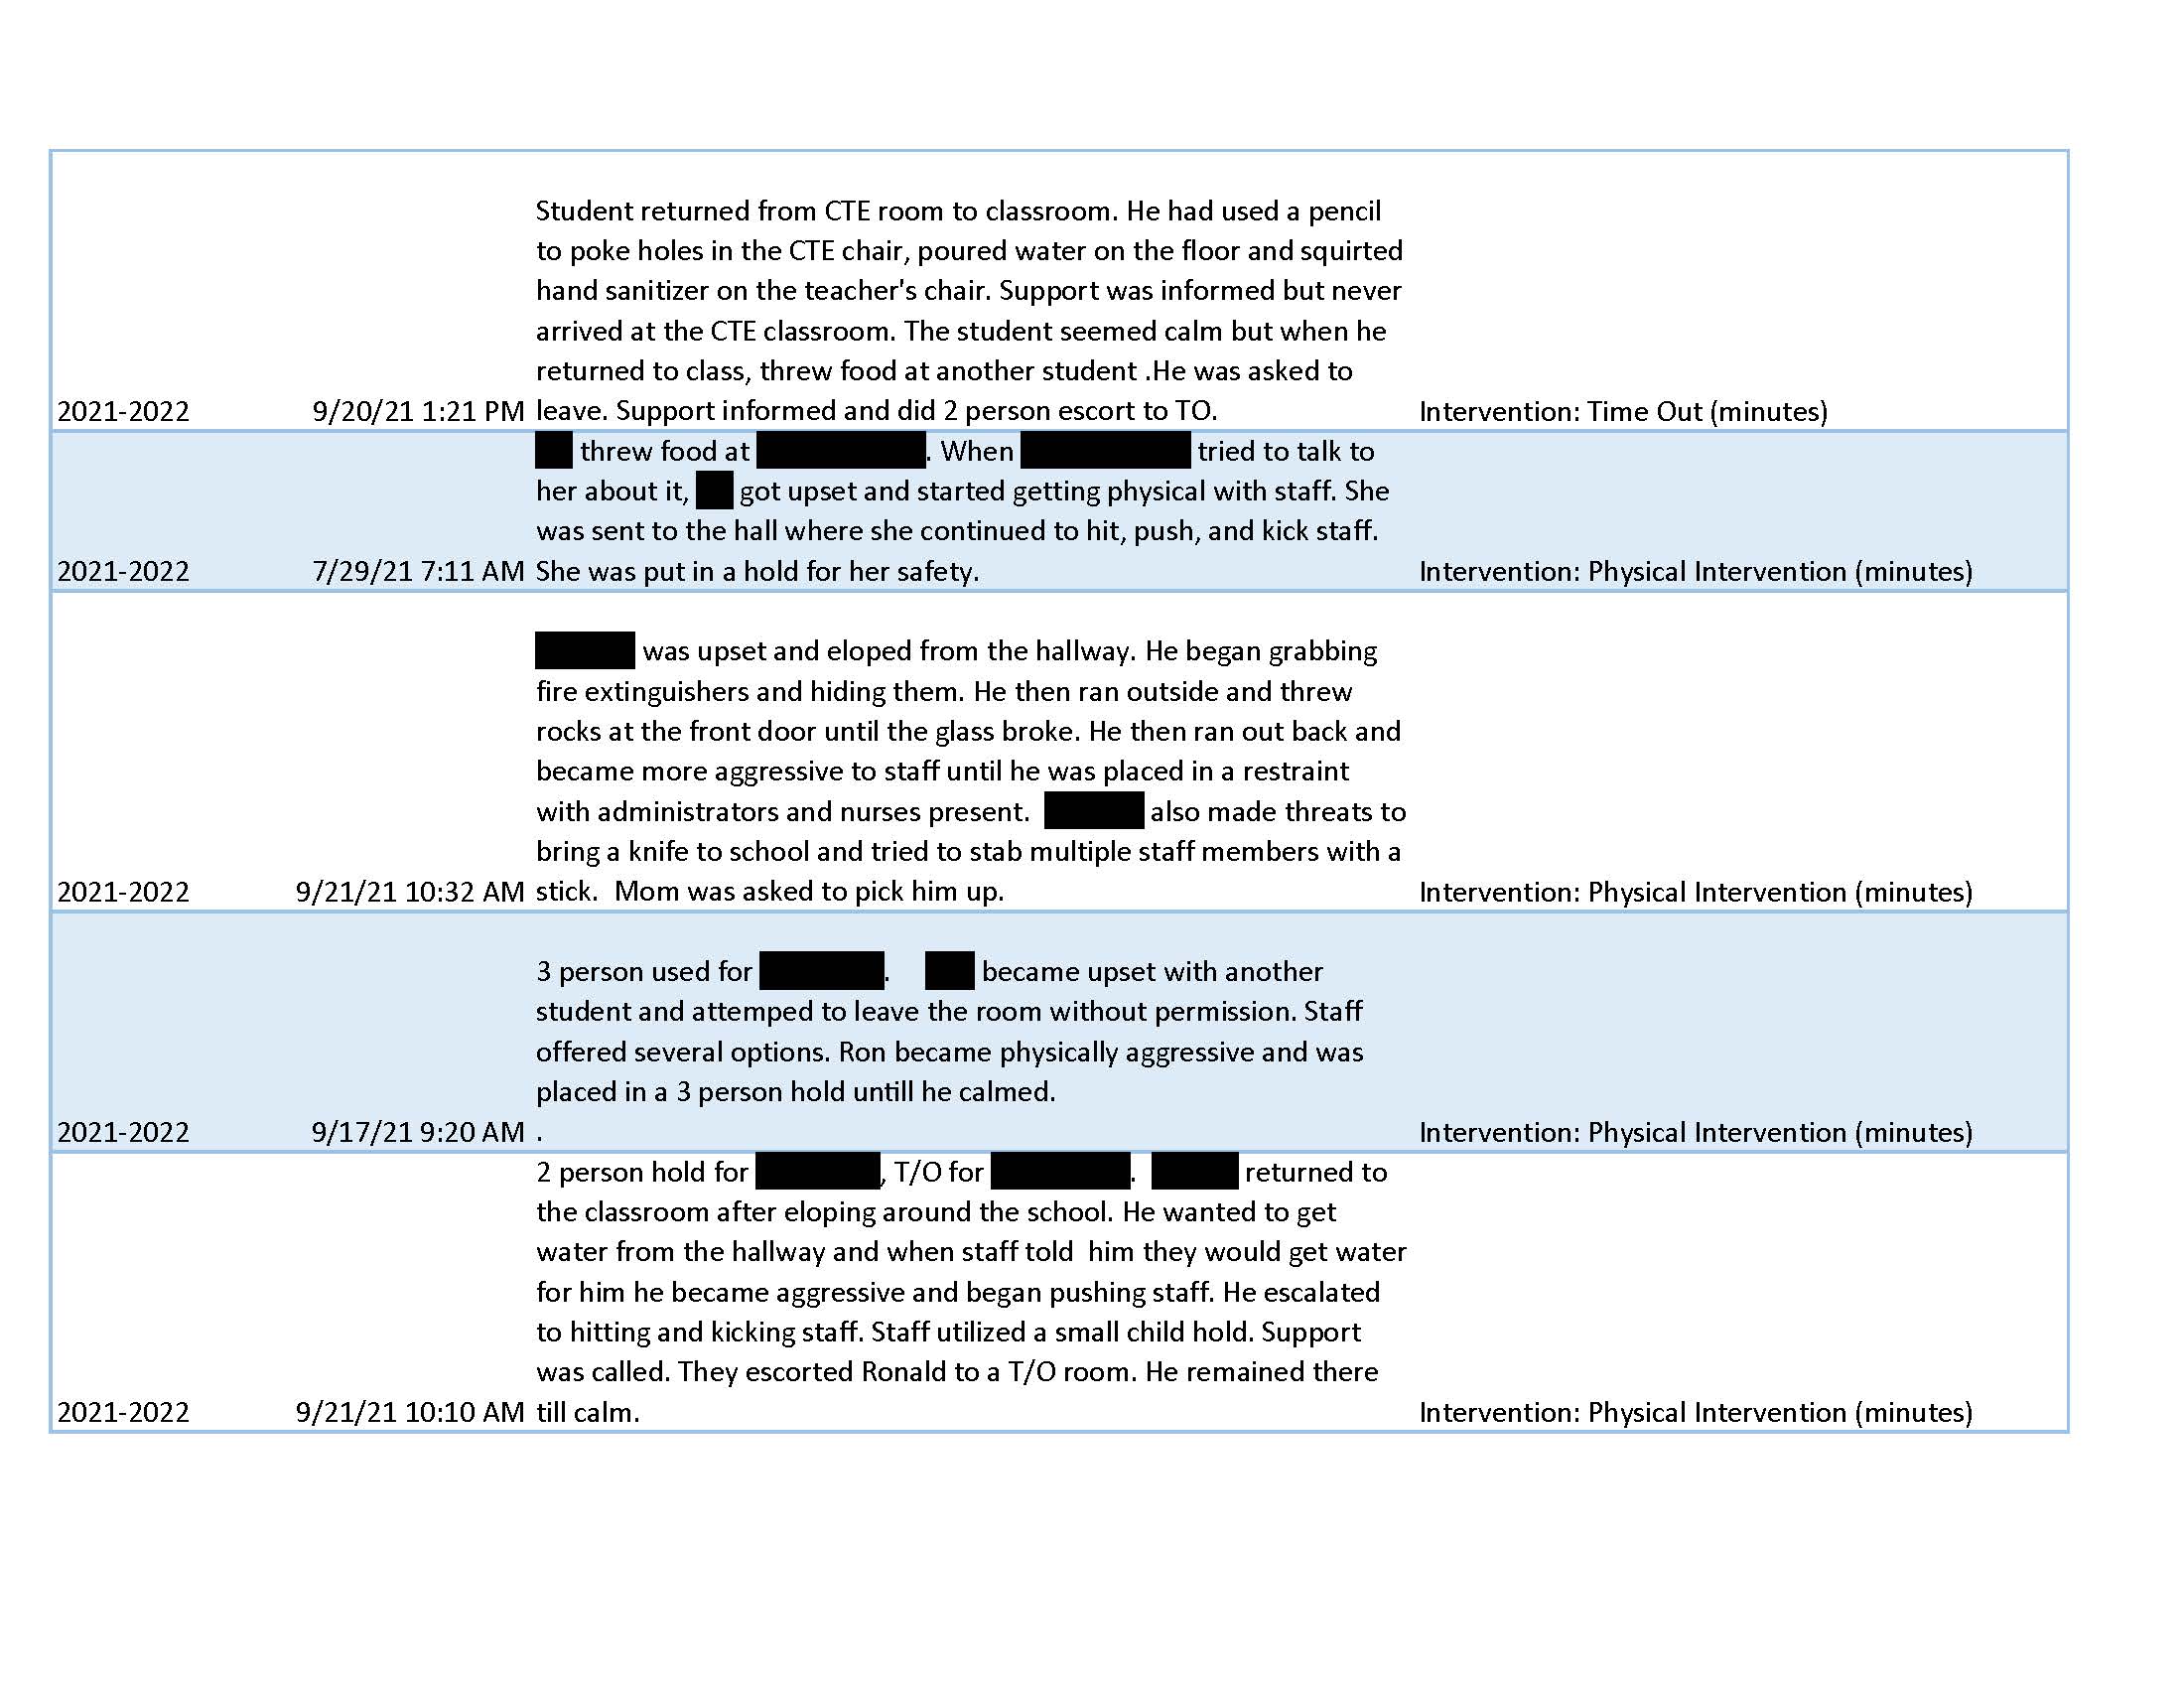 Student returned from CTE room to classroom. He had used a pencil
to poke holes in the CTE chair, poured water on the floor and squirted
hand sanitizer on the teacher's chair. Support was informed but never
arrived at the CTE classroom. The student seemed calm but when he
returned to class, threw food at another student .He was asked to
2021-2022 9/20/21 1:21 PM leave. Support informed and did 2 person escort to TO. Intervention: Time Out (minutes)
threw food at . When tried to talk to
her about it, got upset and started getting physical with staff. She
was sent to the hall where she continued to hit, push, and kick staff.
2021-2022 7/29/21 7:11 AM She was put in a hold for her safety. Intervention: Physical Intervention (minutes)
was upset and eloped from the hallway. He began grabbing
fire extinguishers and hiding them. He then ran outside and threw
rocks at the front door until the glass broke. He then ran out back and
became more aggressive to staff until he was placed in a restraint
with administrators and nurses present. also made threats to
bring a knife to school and tried to stab multiple staff members with a
2021-2022 9/21/21 10:32 AM stick. Mom was asked to pick him up. Intervention: Physical Intervention (minutes)
3 person used for . became upset with another
student and attemped to leave the room without permission. Staff
offered several options. Ron became physically aggressive and was
placed in a 3 person hold untill he calmed.
2021-2022 9/17/21 9:20 AM . Intervention: Physical Intervention (minutes)
2 person hold for , T/O for . returned to
the classroom after eloping around the school. He wanted to get
water from the hallway and when staff told him they would get water
for him he became aggressive and began pushing staff. He escalated
to hitting and kicking staff. Staff utilized a small child hold. Support
was called. They escorted Ronald to a T/O room. He remained there
2021-2022 9/21/21 10:10 AM till calm. Intervention: Physical Intervention (minutes)